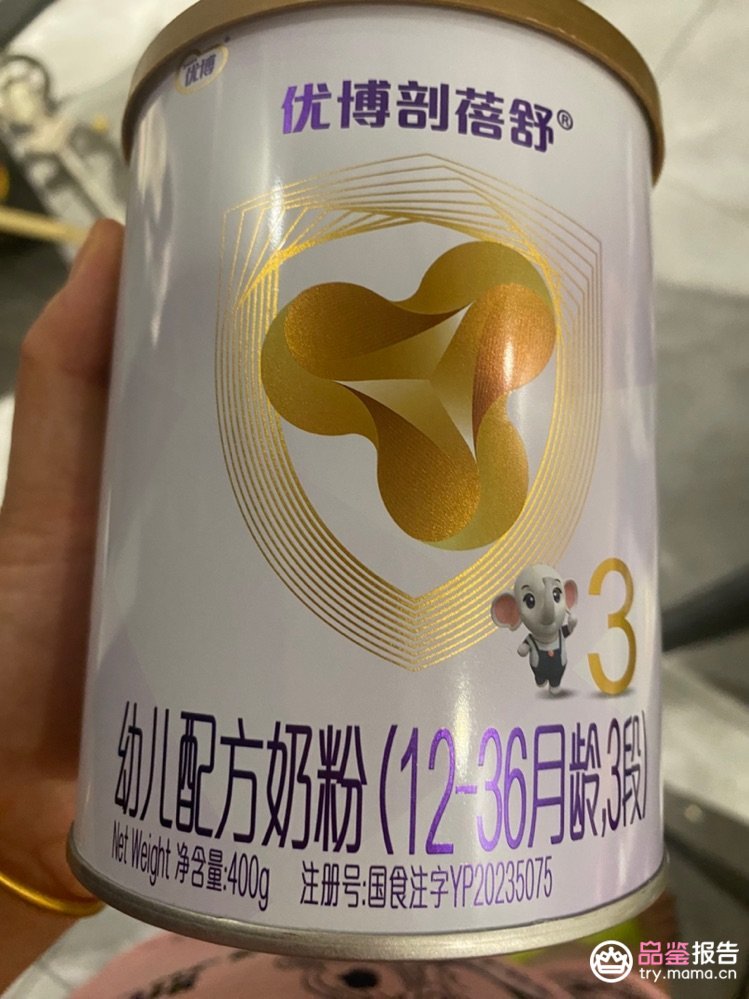 优博
优博剖蓓舒®
3
幼儿配方奶粉(12-36月龄,3段)
Net Weight 净含量:400g 注册号:国食注字YP20235075
品鉴报告
try.mama.cn